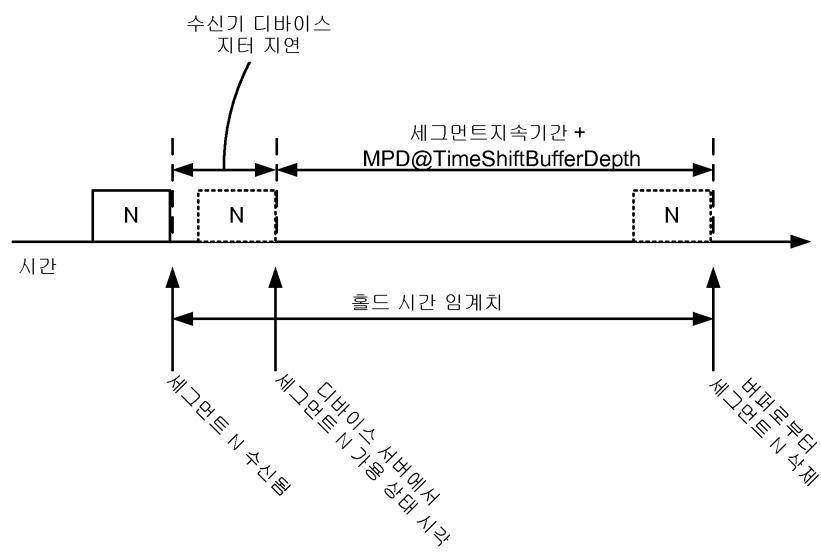 수신기 디바이스
지터 지연
세그먼트지속기간 +
MPD@TimeShiftBufferDepth
N
N
N
시간
홀드 시간 임계치
세그먼트 N 수신됨
디바이스 서버에서
세그먼트 N 가용 상태 시각
버퍼로부터
세그먼트 N 삭제